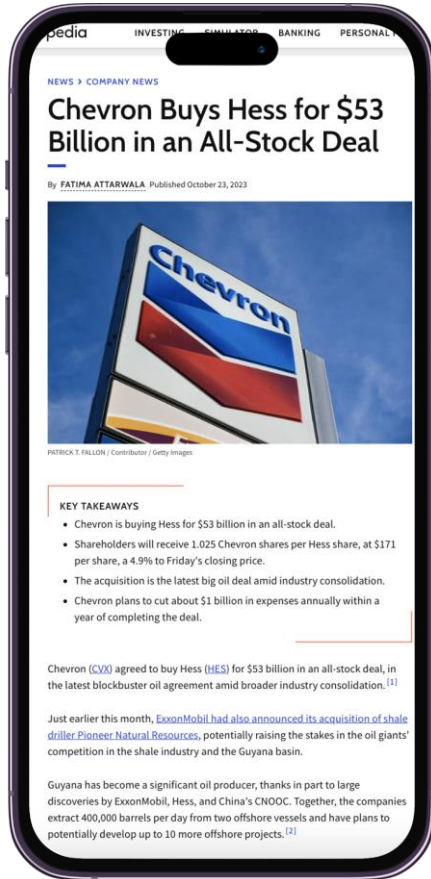 pedia INVESTING SIMULATOR BANKING PERSONAL
NEWS > COMPANY NEWS
Chevron Buys Hess for $53
Billion in an All-Stock Deal
By FATIMA ATTARWALA Published October 23, 2023
Chevron
PATRICK T. FALLON / Contributor / Getty Images
KEY TAKEAWAYS
• Chevron is buying Hess for $53 billion in an all-stock deal.
• Shareholders will receive 1.025 Chevron shares per Hess share, at $171
per share, a 4.9% to Friday's closing price.
• The acquisition is the latest big oil deal amid industry consolidation.
• Chevron plans to cut about $1 billion in expenses annually within a
year of completing the deal.
Chevron (CVX) agreed to buy Hess (HES) for $53 billion in an all-stock deal, in
the latest blockbuster oil agreement amid broader industry consolidation. [1]
Just earlier this month, ExxonMobil had also announced its acquisition of shale
driller Pioneer Natural Resources, potentially raising the stakes in the oil giants'
competition in the shale industry and the Guyana basin.
Guyana has become a significant oil producer, thanks in part to large
discoveries by ExxonMobil, Hess, and China's CNOOC. Together, the companies
extract 400,000 barrels per day from two offshore vessels and have plans to
potentially develop up to 10 more offshore projects. [2]